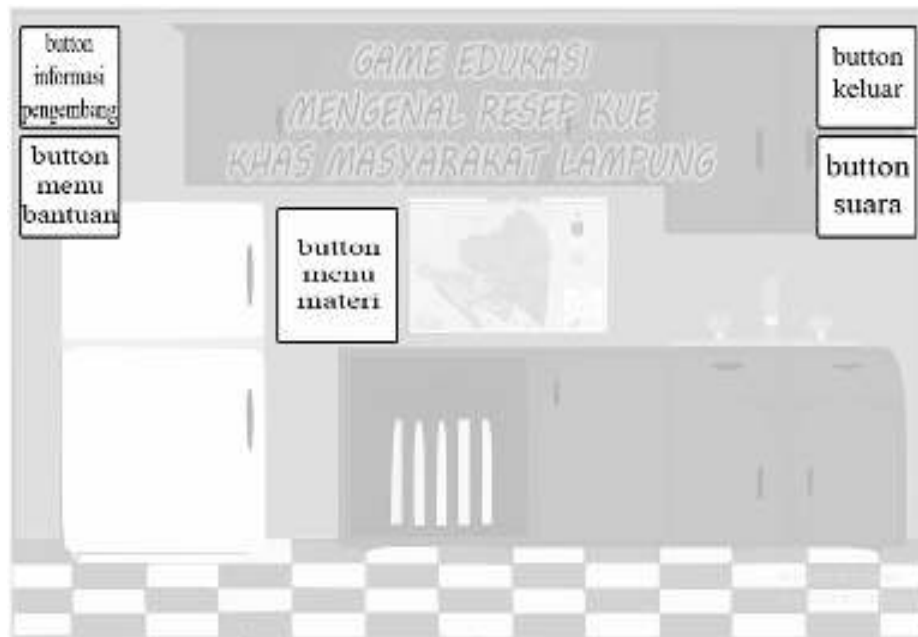 button
informasi
pengembang
button
menu
bantuan
GAME EDUKASI
MENGENAL RESEP KUE
KHAS MASYARAKAT LAMPUNG
button
keluar
button
suara
button
menu
materi